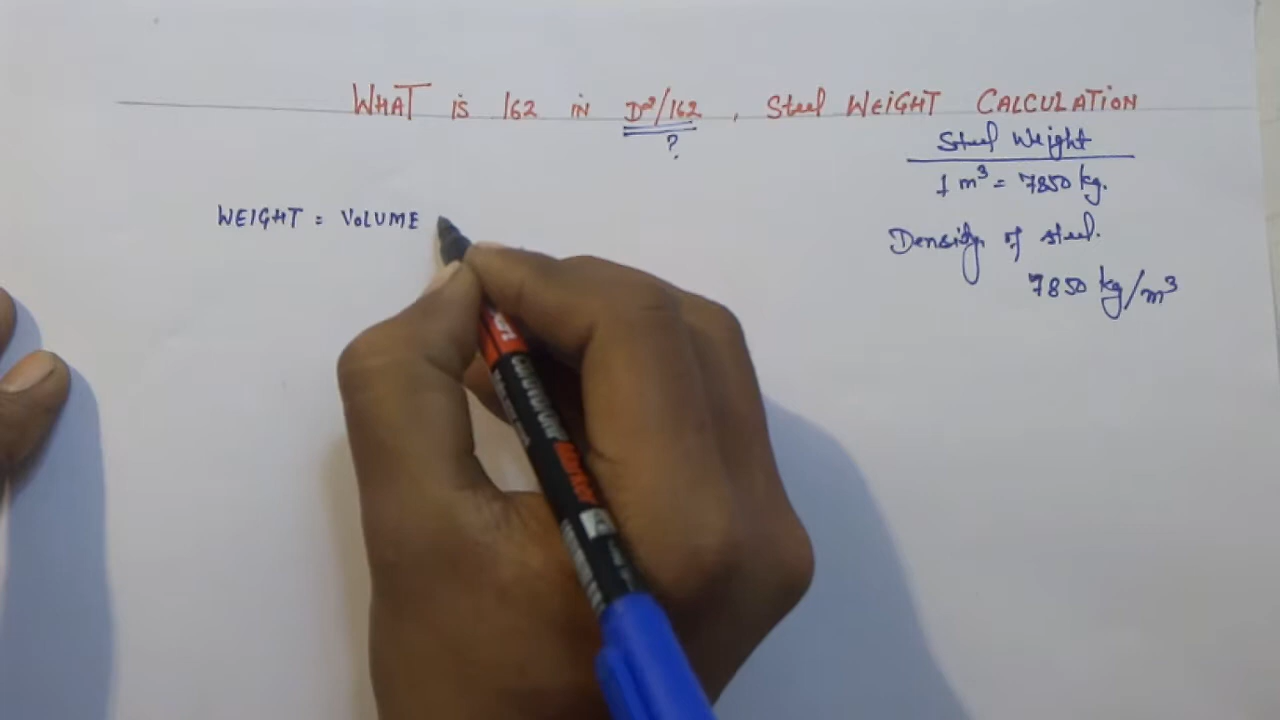 WHAT is 162 in D²/162, Steel WEIGHT CALCULATION
?
Steel Weight
1 m³ = 7850 kg.
WEIGHT = VOLUME
Density of steel.
7850 kg/m³